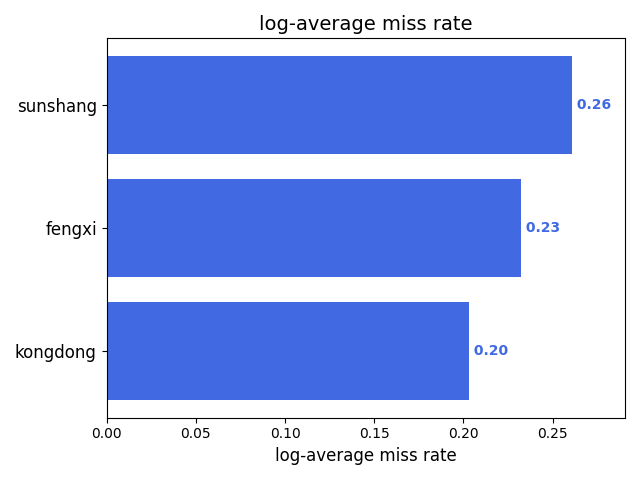 log-average miss rate
sunshang
0.26
fengxi
0.23
kongdong
0.20
0.00 0.05 0.10 0.15 0.20 0.25
log-average miss rate